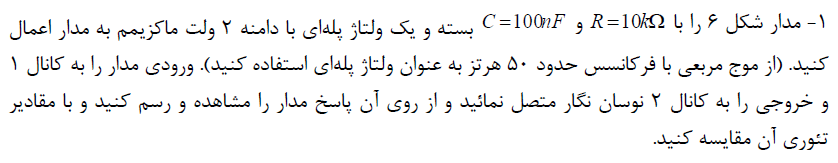 ۱- مدار شکل ۶ را با R=10kΩ و C=100nF بسته و یک ولتاژ پله‌ای با دامنه ۲ ولت ماکزیمم به مدار اعمال
کنید. (از موج مربعی با فرکانسس حدود ۵۰ هرتز به عنوان ولتاژ پله‌ای استفاده کنید). ورودی مدار را به کانال ۱
و خروجی را به کانال ۲ نوسان نگار متصل نمائید و از روی آن پاسخ مدار را مشاهده و رسم کنید و با مقادیر
تئوری آن مقایسه کنید.